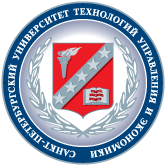 САНКТ-ПЕТЕРБУРГСКИЙ УНИВЕРСИТЕТ ТЕХНОЛОГИЙ УПРАВЛЕНИЯ И ЭКОНОМИКИ